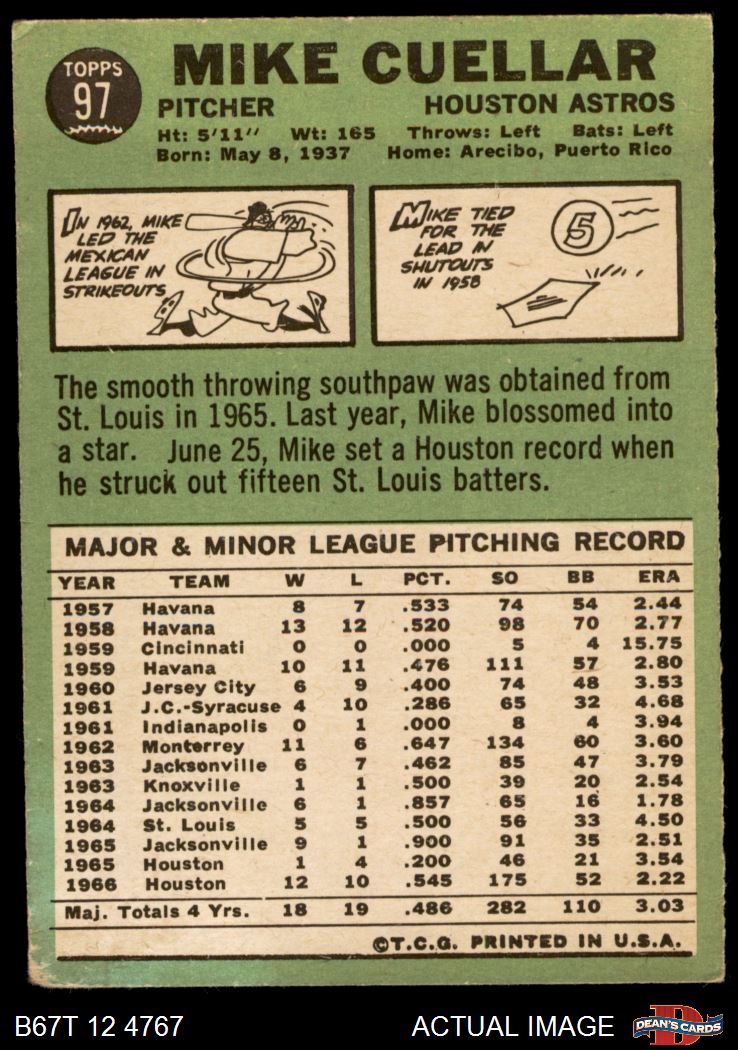 TOPPS
97
MIKE CUELLAR
PITCHER HOUSTON ASTROS
Ht: 5'11" Wt: 165 Throws: Left Bats: Left
Born: May 8, 1937 Home: Arecibo, Puerto Rico
IN 1962, MIKE
LED THE
MEXICAN
LEAGUE IN
STRIKEOUTS
MIKE TIED
FOR THE
LEAD IN
SHUTOUTS
IN 1958
5
The smooth throwing southpaw was obtained from
St. Louis in 1965. Last year, Mike blossomed into
a star. June 25, Mike set a Houston record when
he struck out fifteen St. Louis batters.
MAJOR & MINOR LEAGUE PITCHING RECORD
YEAR TEAM W L PCT. SO BB ERA
1957 Havana 8 7 .533 74 54 2.44
1958 Havana 13 12 .520 98 70 2.77
1959 Cincinnati 0 0 .000 5 4 15.75
1959 Havana 10 11 .476 111 57 2.80
1960 Jersey City 6 9 .400 74 48 3.53
1961 J.C.-Syracuse 4 10 .286 65 32 4.68
1961 Indianapolis 0 1 .000 8 4 3.94
1962 Monterrey 11 6 .647 134 60 3.60
1963 Jacksonville 6 7 .462 85 47 3.79
1963 Knoxville 1 1 .500 39 20 2.54
1964 Jacksonville 6 1 .857 65 16 1.78
1964 St. Louis 5 5 .500 56 33 4.50
1965 Jacksonville 9 1 .900 91 35 2.51
1965 Houston 1 4 .200 46 21 3.54
1966 Houston 12 10 .545 175 52 2.22
Maj. Totals 4 Yrs. 18 19 .486 282 110 3.03
©T.C.G. PRINTED IN U.S.A.
B67T 12 4767 ACTUAL IMAGE DEAN'S CARDS